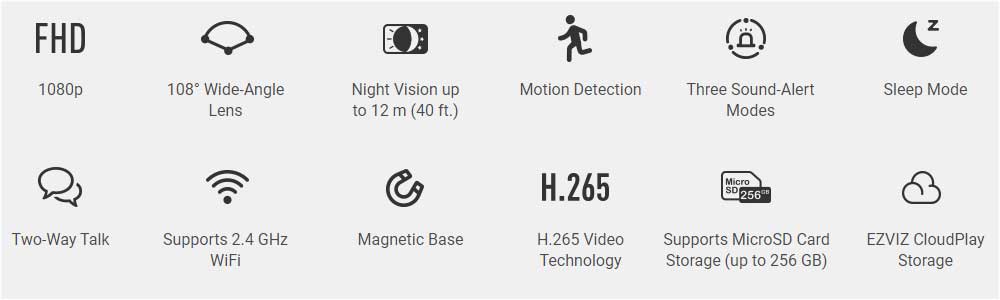 FHD
1080p
108° Wide-Angle
Lens
Night Vision up
to 12 m (40 ft.)
Motion Detection
Three Sound-Alert
Modes
Z
Sleep Mode
Two-Way Talk
Supports 2.4 GHz
WiFi
Magnetic Base
H.265
H.265 Video
Technology
Micro
SD
256GB
Supports MicroSD Card
Storage (up to 256 GB)
EZVIZ CloudPlay
Storage